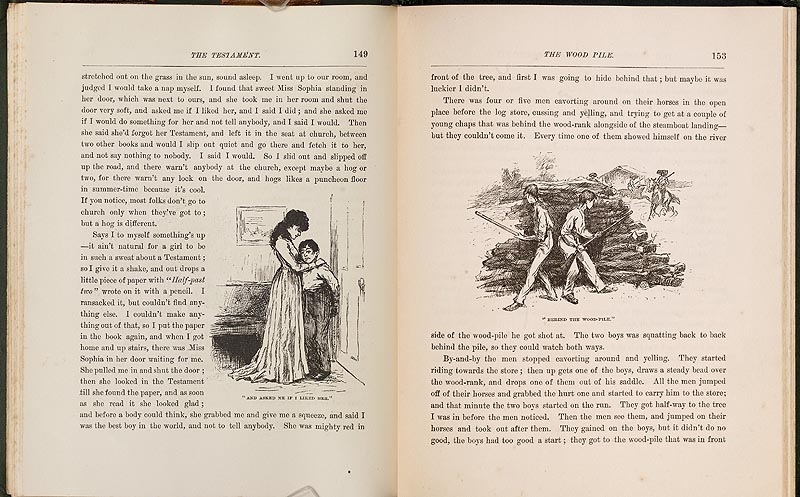 THE TESTAMENT. 149
stretched out on the grass in the sun, sound asleep. I went up to our room, and
judged I would take a nap myself. I found that sweet Miss Sophia standing in
her door, which was next to ours, and she took me in her room and shut the
door very soft, and asked me if I liked her, and I said I did; and she asked me
if I would do something for her and not tell anybody, and I said I would. Then
she said she'd forgot her Testament, and left it in the seat at church, between
two other books and would I slip out quiet and go there and fetch it to her,
and not say nothing to nobody. I said I would. So I slid out and slipped off
up the road, and there warn't anybody at the church, except maybe a hog or
two, for there warn't any lock on the door, and hogs likes a puncheon floor
in summer-time because it's cool.
If you notice, most folks don't go to
church only when they've got to;
but a hog is different.
Says I to myself something's up
—it ain't natural for a girl to be
in such a sweat about a Testament;
so I give it a shake, and out drops a
little piece of paper with "Half-past
two" wrote on it with a pencil. I
ransacked it, but couldn't find any-
thing else. I couldn't make any-
thing out of that, so I put the paper
in the book again, and when I got
home and up stairs, there was Miss
Sophia in her door waiting for me.
She pulled me in and shut the door;
then she looked in the Testament
till she found the paper, and as soon
as she read it she looked glad;
"AND ASKED ME IF I LIKED HER."
and before a body could think, she grabbed me and give me a squeeze, and said I
was the best boy in the world, and not to tell anybody. She was mighty red in
THE WOOD PILE. 153
front of the tree, and first I was going to hide behind that; but maybe it was
luckier I didn't.
There was four or five men cavorting around on their horses in the open
place before the log store, cussing and yelling, and trying to get at a couple of
young chaps that was behind the wood-rank alongside of the steamboat landing—
but they couldn't come it. Every time one of them showed himself on the river
"BEHIND THE WOOD-PILE."
side of the wood-pile he got shot at. The two boys was squatting back to back
behind the pile, so they could watch both ways.
By-and-by the men stopped cavorting around and yelling. They started
riding towards the store; then up gets one of the boys, draws a steady bead over
the wood-rank, and drops one of them out of his saddle. All the men jumped
off of their horses and grabbed the hurt one and started to carry him to the store;
and that minute the two boys started on the run. They got half-way to the tree
I was in before the men noticed. Then the men see them, and jumped on their
horses and took out after them. They gained on the boys, but it didn't do no
good, the boys had too good a start; they got to the wood-pile that was in front